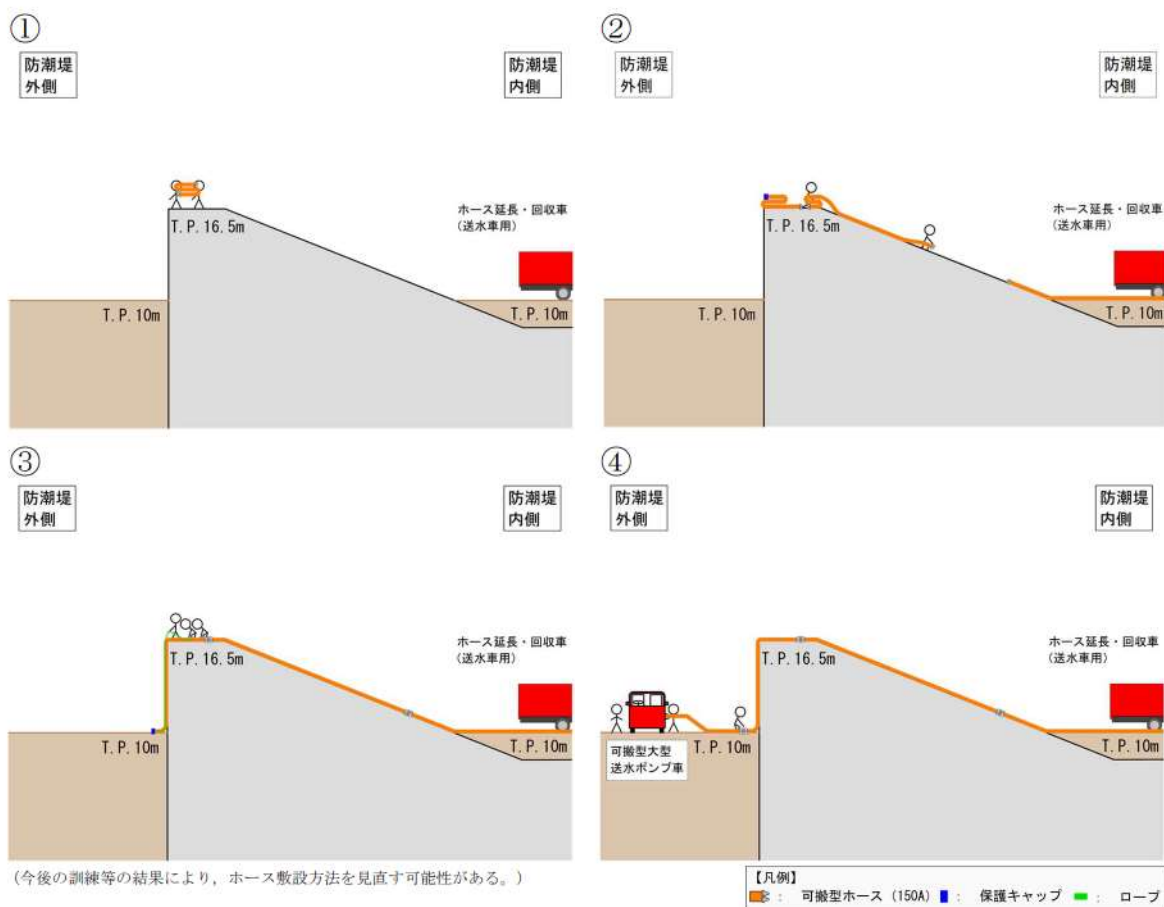 ①
防潮堤
外側
防潮堤
内側
ホース延長・回収車
(送水車用)
T.P.16.5m
T.P.10m
T.P.10m
②
防潮堤
外側
防潮堤
内側
ホース延長・回収車
(送水車用)
T.P.16.5m
T.P.10m
T.P.10m
③
防潮堤
外側
防潮堤
内側
ホース延長・回収車
(送水車用)
T.P.16.5m
T.P.10m
T.P.10m
④
防潮堤
外側
防潮堤
内側
ホース延長・回収車
(送水車用)
T.P.16.5m
可搬型大型
送水ポンプ車
T.P.10m
T.P.10m
(今後の訓練等の結果により，ホース敷設方法を見直す可能性がある。)
【凡例】
: 可搬型ホース (150A) : 保護キャップ : ロープ